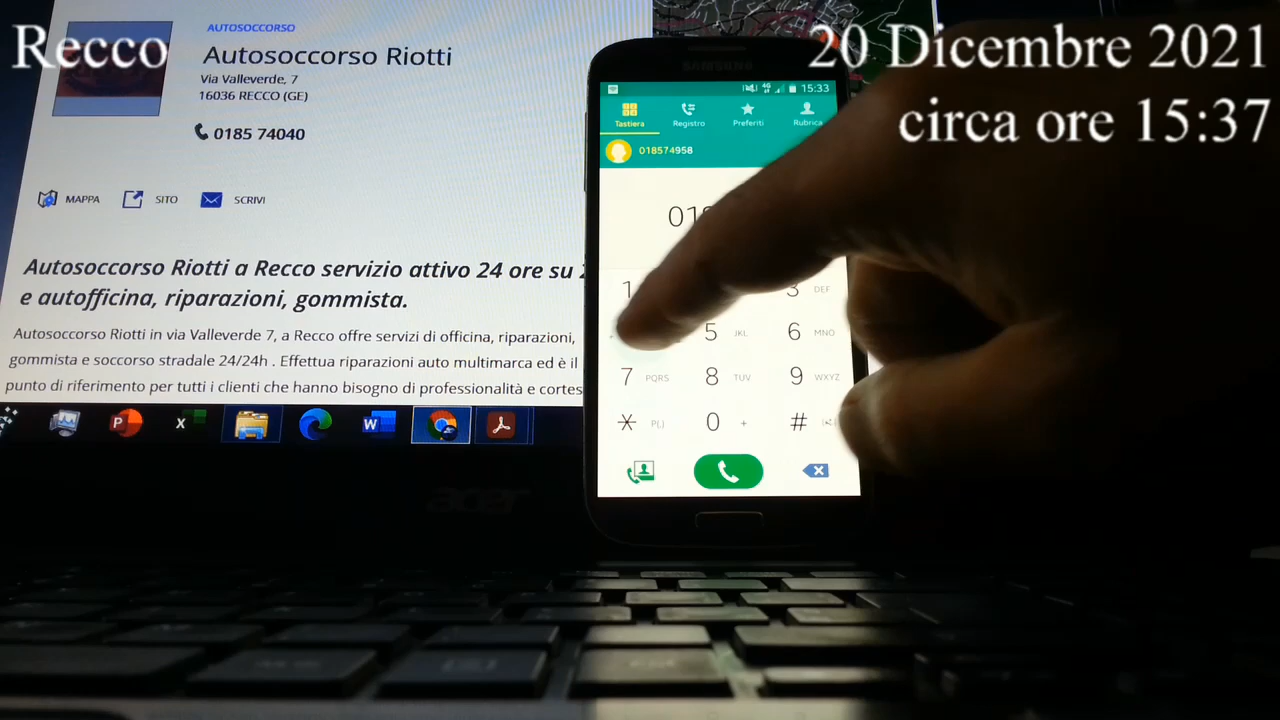 Recco
20 Dicembre 2021
circa ore 15:37
AUTOSOCCORSO
Autosoccorso Riotti
Via Valleverde, 7
16036 RECCO (GE)
0185 74040
MAPPA
SITO
SCRIVI
Autosoccorso Riotti a Recco servizio attivo 24 ore su
e autofficina, riparazioni, gommista.
Autosoccorso Riotti in via Valleverde 7, a Recco offre servizi di officina, riparazioni,
gommista e soccorso stradale 24/24h . Effettua riparazioni auto multimarca ed è il
punto di riferimento per tutti i clienti che hanno bisogno di professionalità e cortes
P
X
W
acer
SAMSUNG
4G 15:33
Tastiera Registro Preferiti Rubrica
018574958
018
1 3 DEF
5 JKL 6 MNO
7 PQRS 8 TUV 9 WXYZ
* P(,) 0 + #